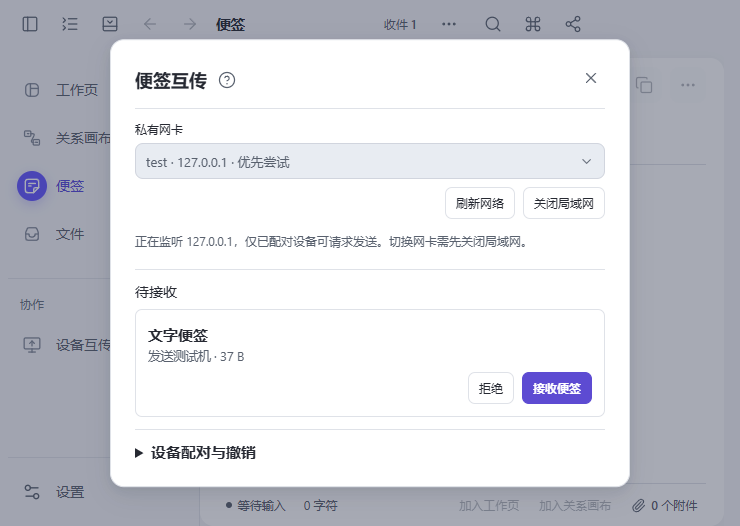 便签
收件 1
工作页
关系画布
便签
文件
协作
设备互传
设置
便签互传
私有网卡
test · 127.0.0.1 · 优先尝试
刷新网络
关闭局域网
正在监听 127.0.0.1，仅已配对设备可请求发送。切换网卡需先关闭局域网。
待接收
文字便签
发送测试机 · 37 B
拒绝
接收便签
设备配对与撤销
等待输入
0 字符
加入工作页
加入关系画布
0 个附件